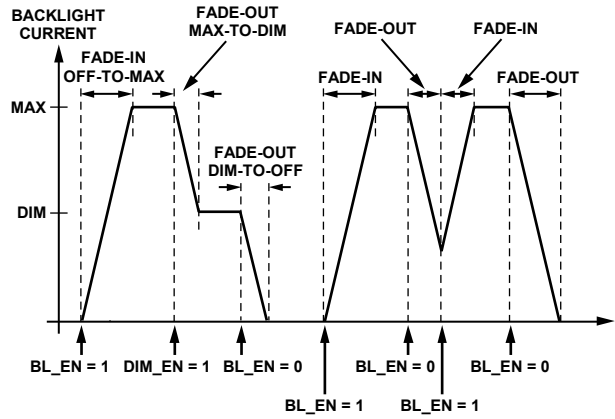 BACKLIGHT
CURRENT
FADE-OUT
MAX-TO-DIM
FADE-IN
OFF-TO-MAX
FADE-OUT
FADE-IN
FADE-IN
FADE-OUT
MAX
FADE-OUT
DIM-TO-OFF
DIM
BL_EN = 1
DIM_EN = 1
BL_EN = 0
BL_EN = 0
BL_EN = 0
BL_EN = 1
BL_EN = 1